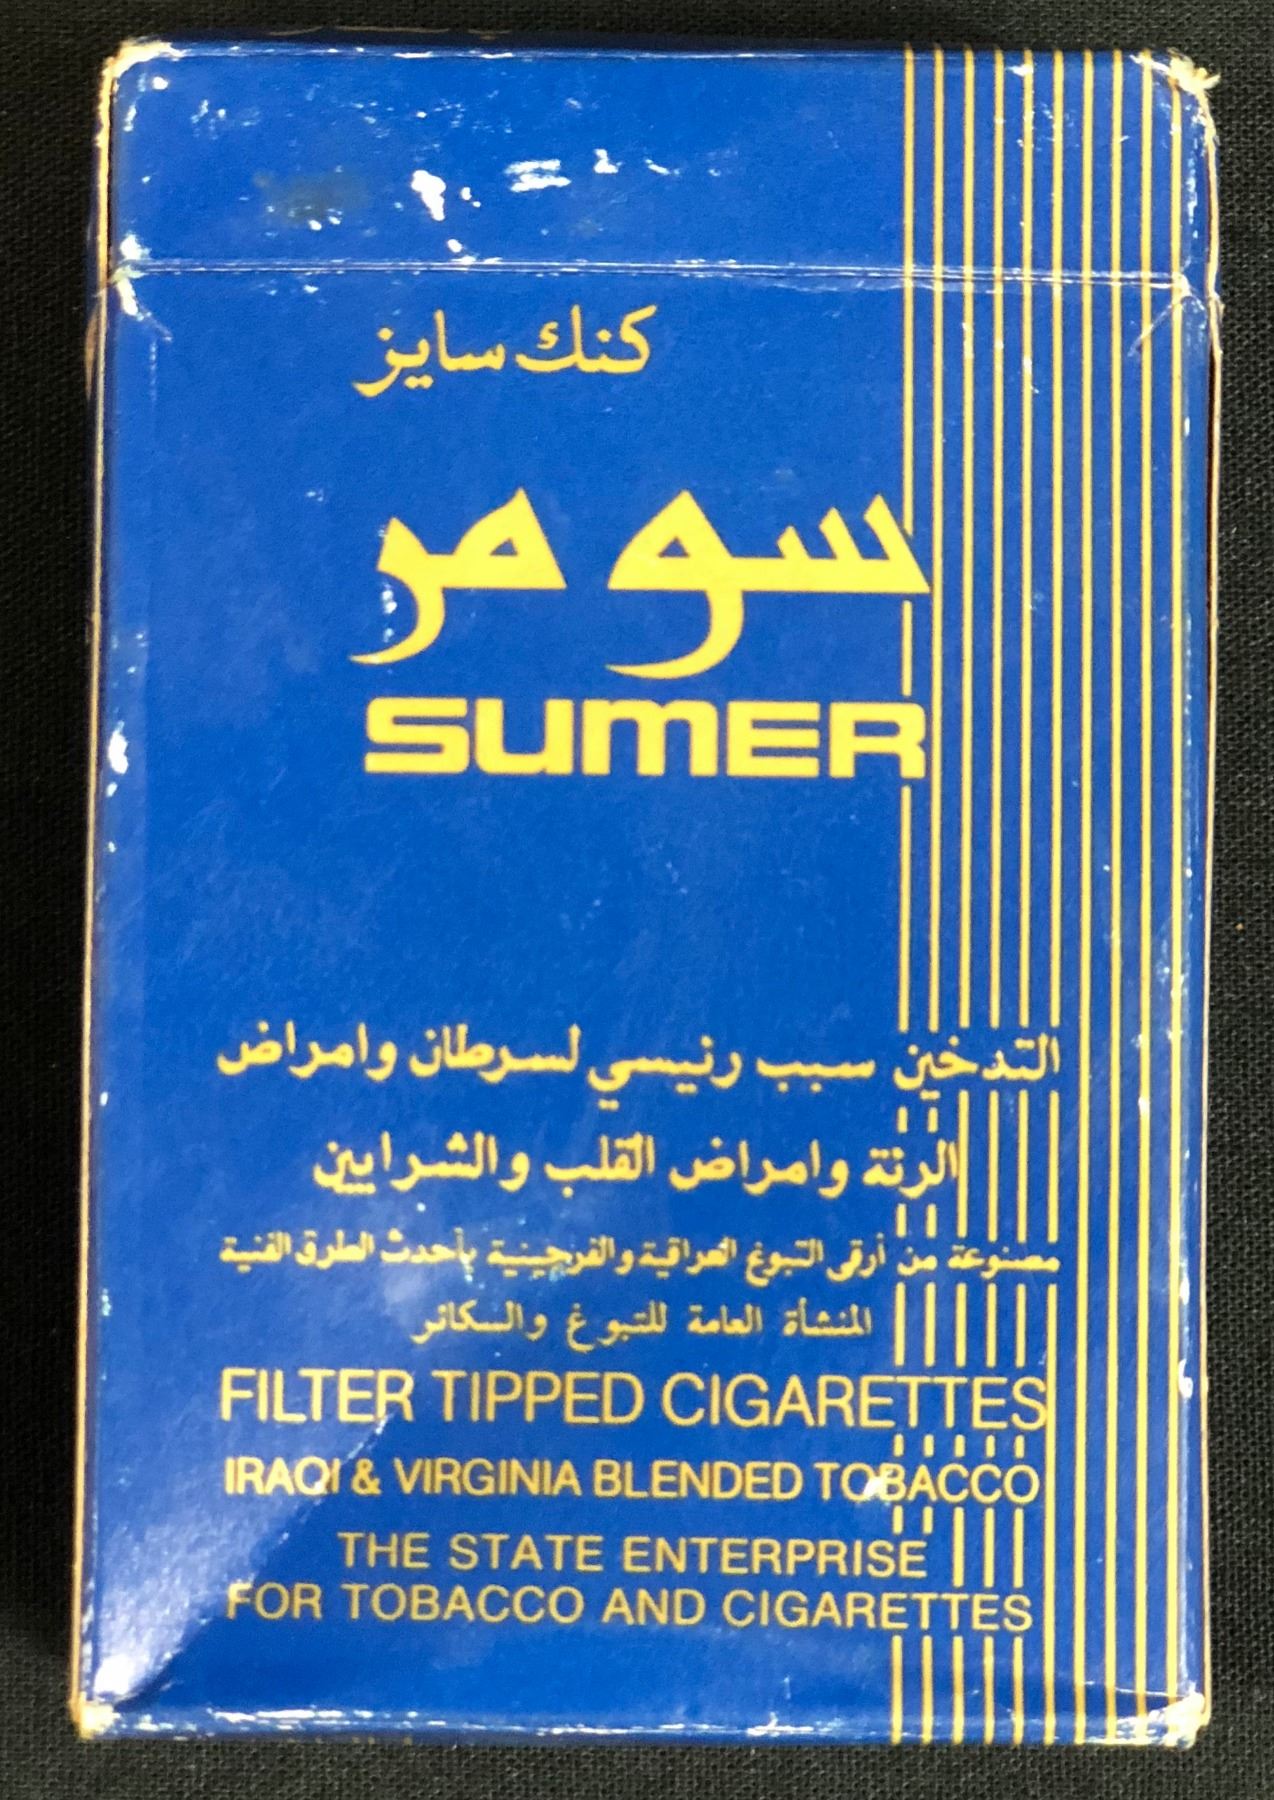 كنك سايز
سومر
SUMER
التدخين سبب رئيسي لسرطان وامراض
الرئة وامراض القلب والشرايين
مصنوعة من أرقى التبوغ العراقية والفرجينية بأحدث الطرق الفنية
المنشأة العامة للتبوغ والسكائر
FILTER TIPPED CIGARETTES
IRAQI & VIRGINIA BLENDED TOBACCO
THE STATE ENTERPRISE
FOR TOBACCO AND CIGARETTES